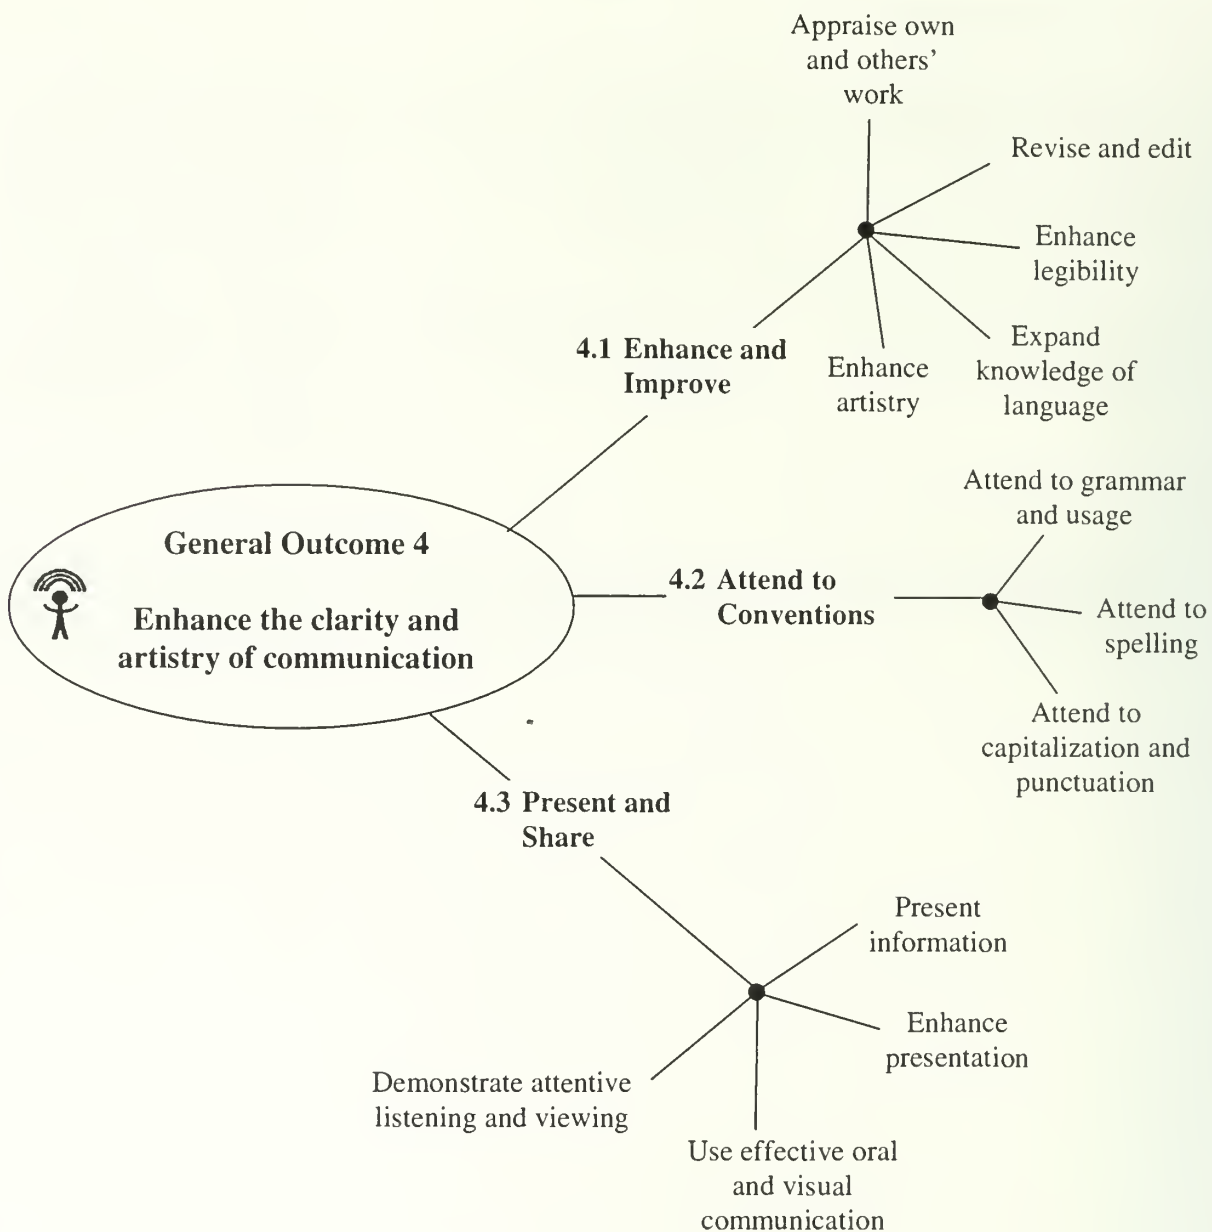 Appraise own
and others'
work
Revise and edit
Enhance
legibility
Expand
knowledge of
language
Enhance
artistry
4.1 Enhance and
Improve
General Outcome 4
Enhance the clarity and
artistry of communication
4.2 Attend to
Conventions
Attend to grammar
and usage
Attend to
spelling
Attend to
capitalization and
punctuation
4.3 Present and
Share
Present
information
Enhance
presentation
Use effective oral
and visual
communication
Demonstrate attentive
listening and viewing